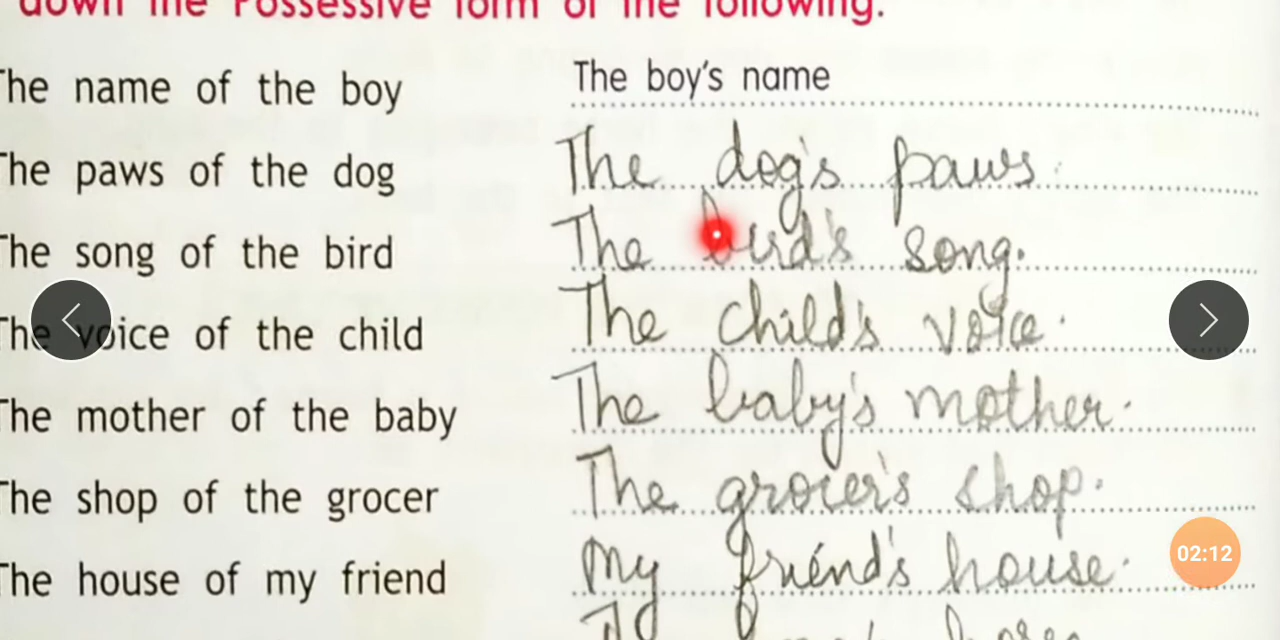 down the Possessive form of the following.
The name of the boy The boy's name
The paws of the dog The dog's paws.
The song of the bird The bird's song.
The voice of the child The child's voice.
The mother of the baby The baby's mother.
The shop of the grocer The grocer's shop.
The house of my friend My friend's house.
02:12